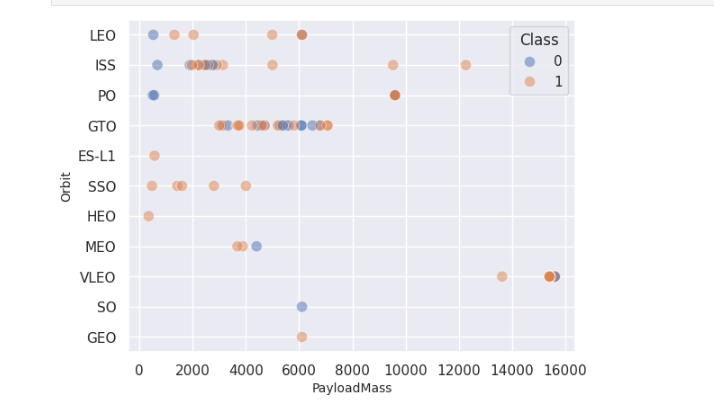 LEO
ISS
PO
GTO
ES-L1
SSO
HEO
MEO
VLEO
SO
GEO
Orbit
Class
0
1
0 2000 4000 6000 8000 10000 12000 14000 16000
PayloadMass